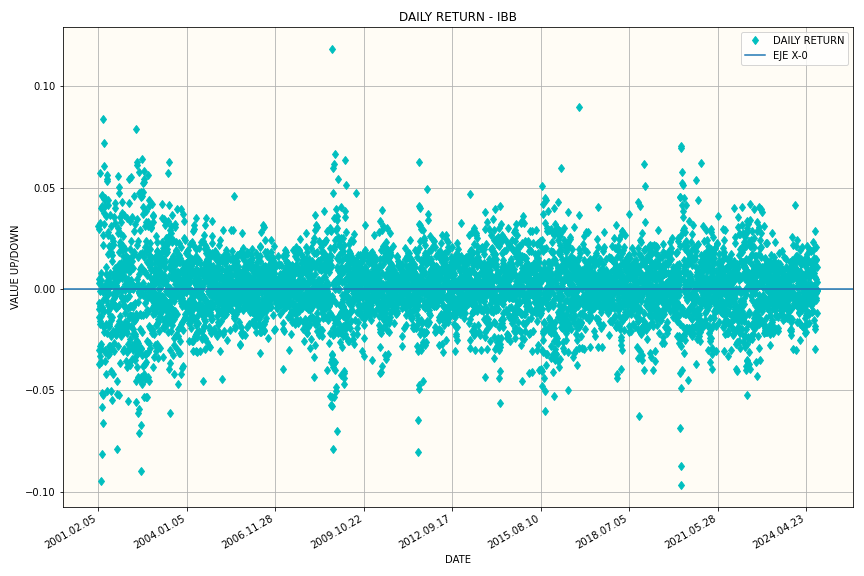 DAILY RETURN - IBB
DAILY RETURN
EJE X-0
VALUE UP/DOWN
0.10
0.05
0.00
−0.05
−0.10
2001.02.05
2004.01.05
2006.11.28
2009.10.22
2012.09.17
2015.08.10
2018.07.05
2021.05.28
2024.04.23
DATE